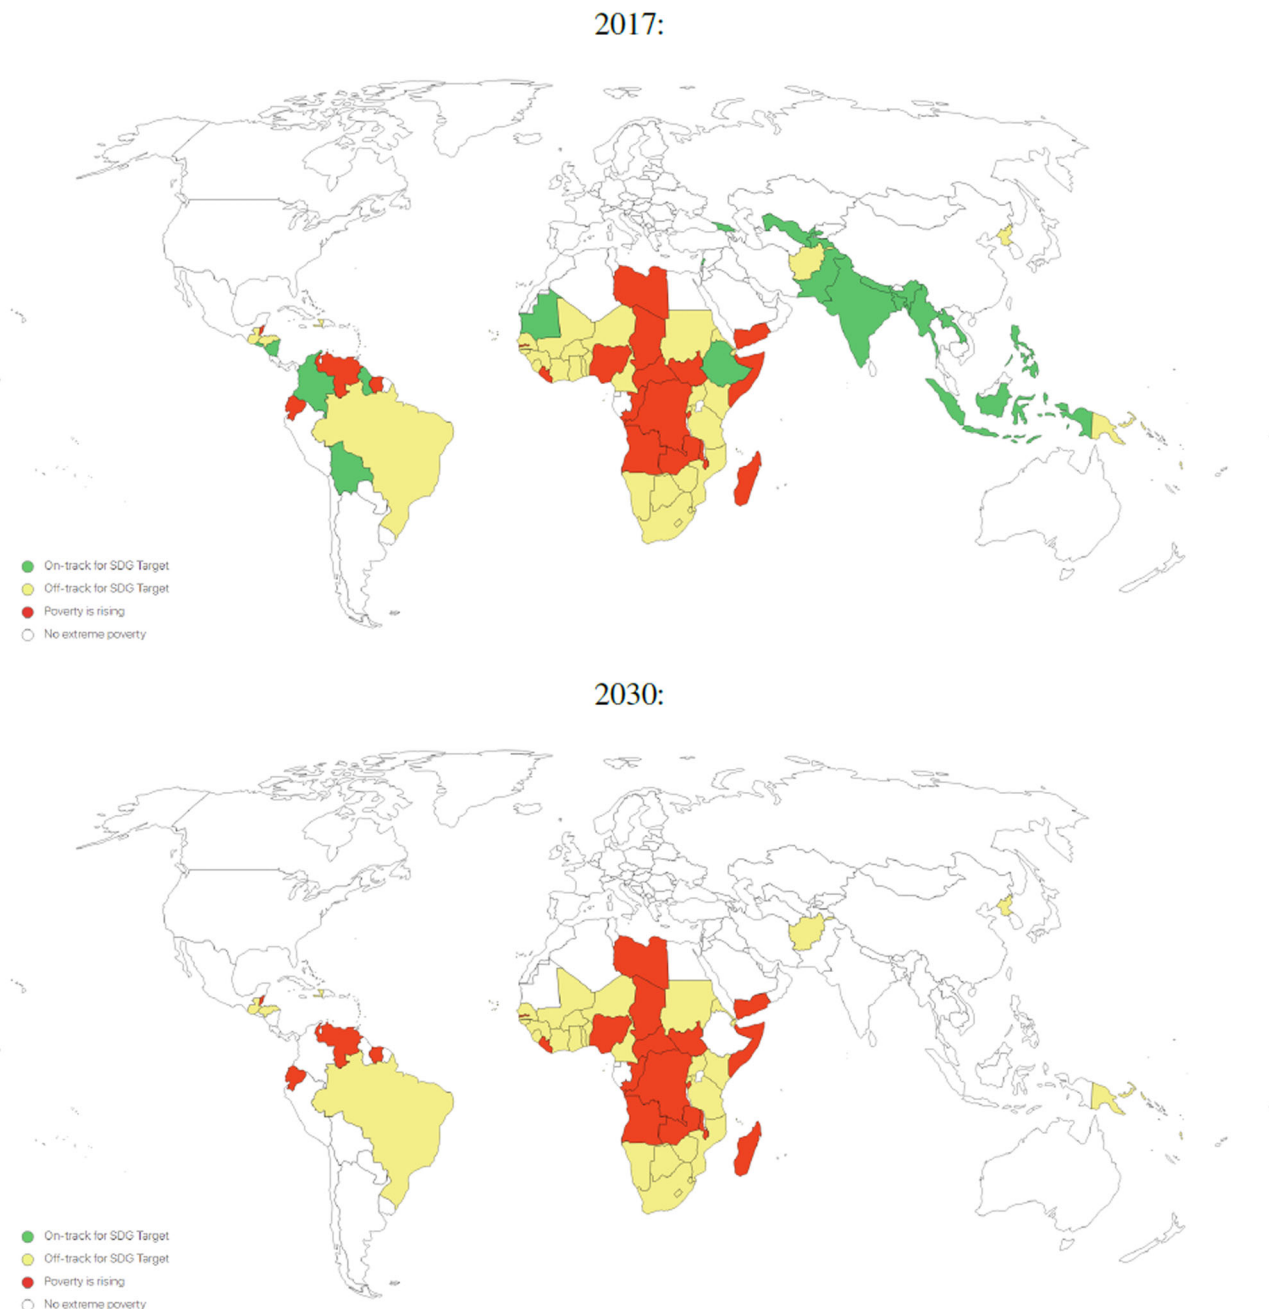 2017:
On-track for SDG Target
Off-track for SDG Target
Poverty is rising
No extreme poverty
2030:
On-track for SDG Target
Off-track for SDG Target
Poverty is rising
No extreme poverty